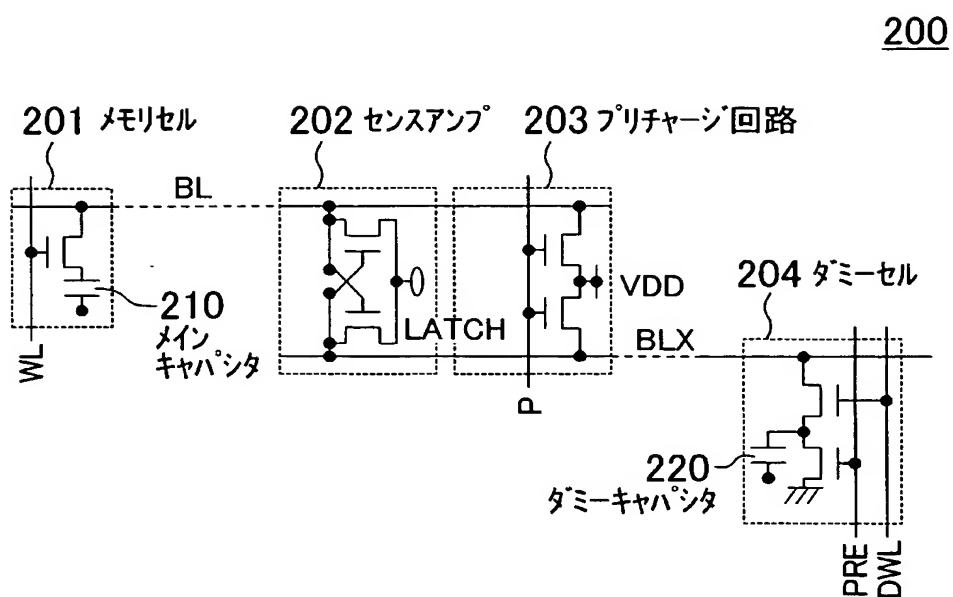 200
201 メモリセル
202 センスアンプ
203 プリチャージ回路
BL
204 ダミーセル
VDD
210
メイン
キャパシタ
LATCH
WL
BLX
P
220
ダミーキャパシタ
PRE
DWL